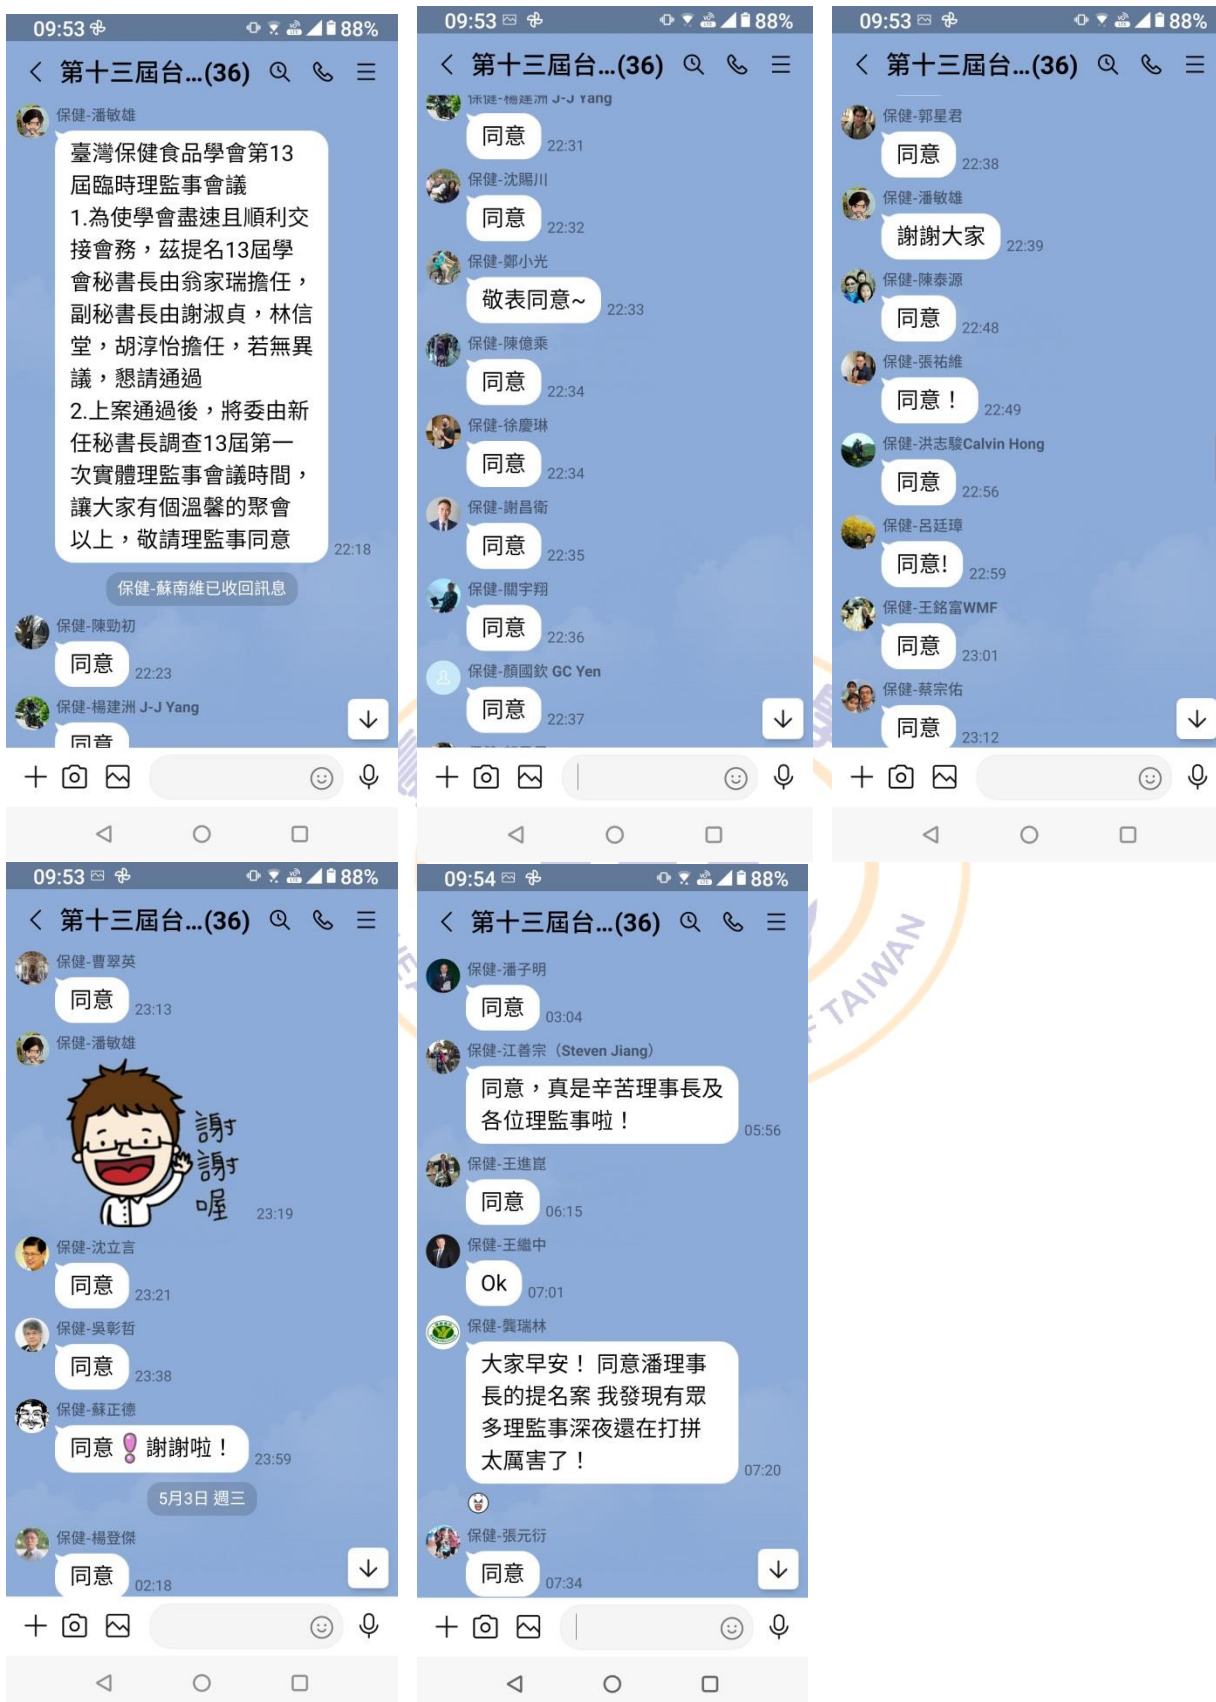 09:53
88%
第十三屆台...(36)
保健-潘敏雄
臺灣保健食品學會第13
屆臨時理監事會議
1.為使學會盡速且順利交
接會務，茲提名13屆學
會秘書長由翁家瑞擔任，
副秘書長由謝淑貞，林信
堂，胡淳怡擔任，若無異
議，懇請通過
2.上案通過後，將委由新
任秘書長調查13屆第一
次實體理監事會議時間，
讓大家有個溫馨的聚會
以上，敬請理監事同意
22:18
保健-蘇南維已收回訊息
保健-陳勁初
同意
22:23
保健-楊建洲 J-J Yang
同意
09:53
88%
第十三屆台...(36)
保健-楊建洲 J-J Yang
同意
22:31
保健-沈賜川
同意
22:32
保健-鄭小光
敬表同意~
22:33
保健-陳億乘
同意
22:34
保健-徐慶琳
同意
22:34
保健-謝昌衛
同意
22:35
保健-關宇翔
同意
22:36
保健-顏國欽 GC Yen
同意
22:37
09:53
88%
第十三屆台...(36)
保健-郭星君
同意
22:38
保健-潘敏雄
謝謝大家
22:39
保健-陳泰源
同意
22:48
保健-張祐維
同意！
22:49
保健-洪志駿Calvin Hong
同意
22:56
保健-呂廷璋
同意!
22:59
保健-王銘富WMF
同意
23:01
保健-蔡宗佑
同意
23:12
09:53
88%
第十三屆台...(36)
保健-曹翠英
同意
23:13
保健-潘敏雄
謝謝喔
23:19
保健-沈立言
同意
23:21
保健-吳彰哲
同意
23:38
保健-蘇正德
同意❗謝謝啦！
23:59
5月3日 週三
保健-楊登傑
同意
02:18
09:54
88%
第十三屆台...(36)
保健-潘子明
同意
03:04
保健-江善宗（Steven Jiang）
同意，真是辛苦理事長及
各位理監事啦！
05:56
保健-王進崑
同意
06:15
保健-王繼中
Ok
07:01
保健-龔瑞林
大家早安！ 同意潘理事
長的提名案 我發現有眾
多理監事深夜還在打拼
太厲害了！
07:20
保健-張元衍
同意
07:34
TAIWAN